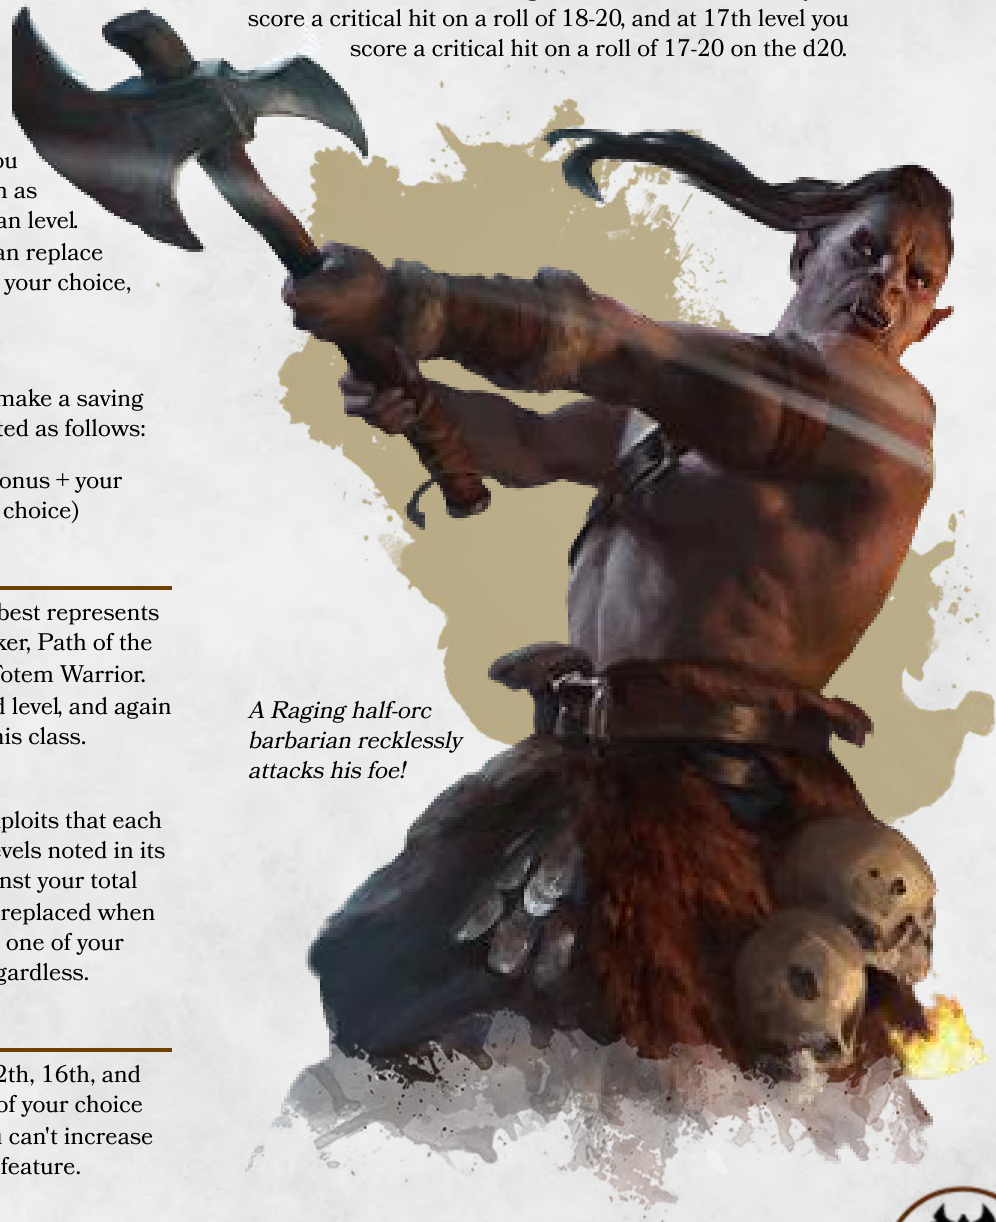 score a critical hit on a roll of 18-20, and at 17th level you
score a critical hit on a roll of 17-20 on the d20.
ou
as
an level.
an replace
your choice,
make a saving
ted as follows:
onus + your
choice)
best represents
ker, Path of the
Totem Warrior.
d level, and again
his class.
ploits that each
evels noted in its
nst your total
replaced when
one of your
gardless.
2th, 16th, and
of your choice
can't increase
feature.
A Raging half-orc
barbarian recklessly
attacks his foe!